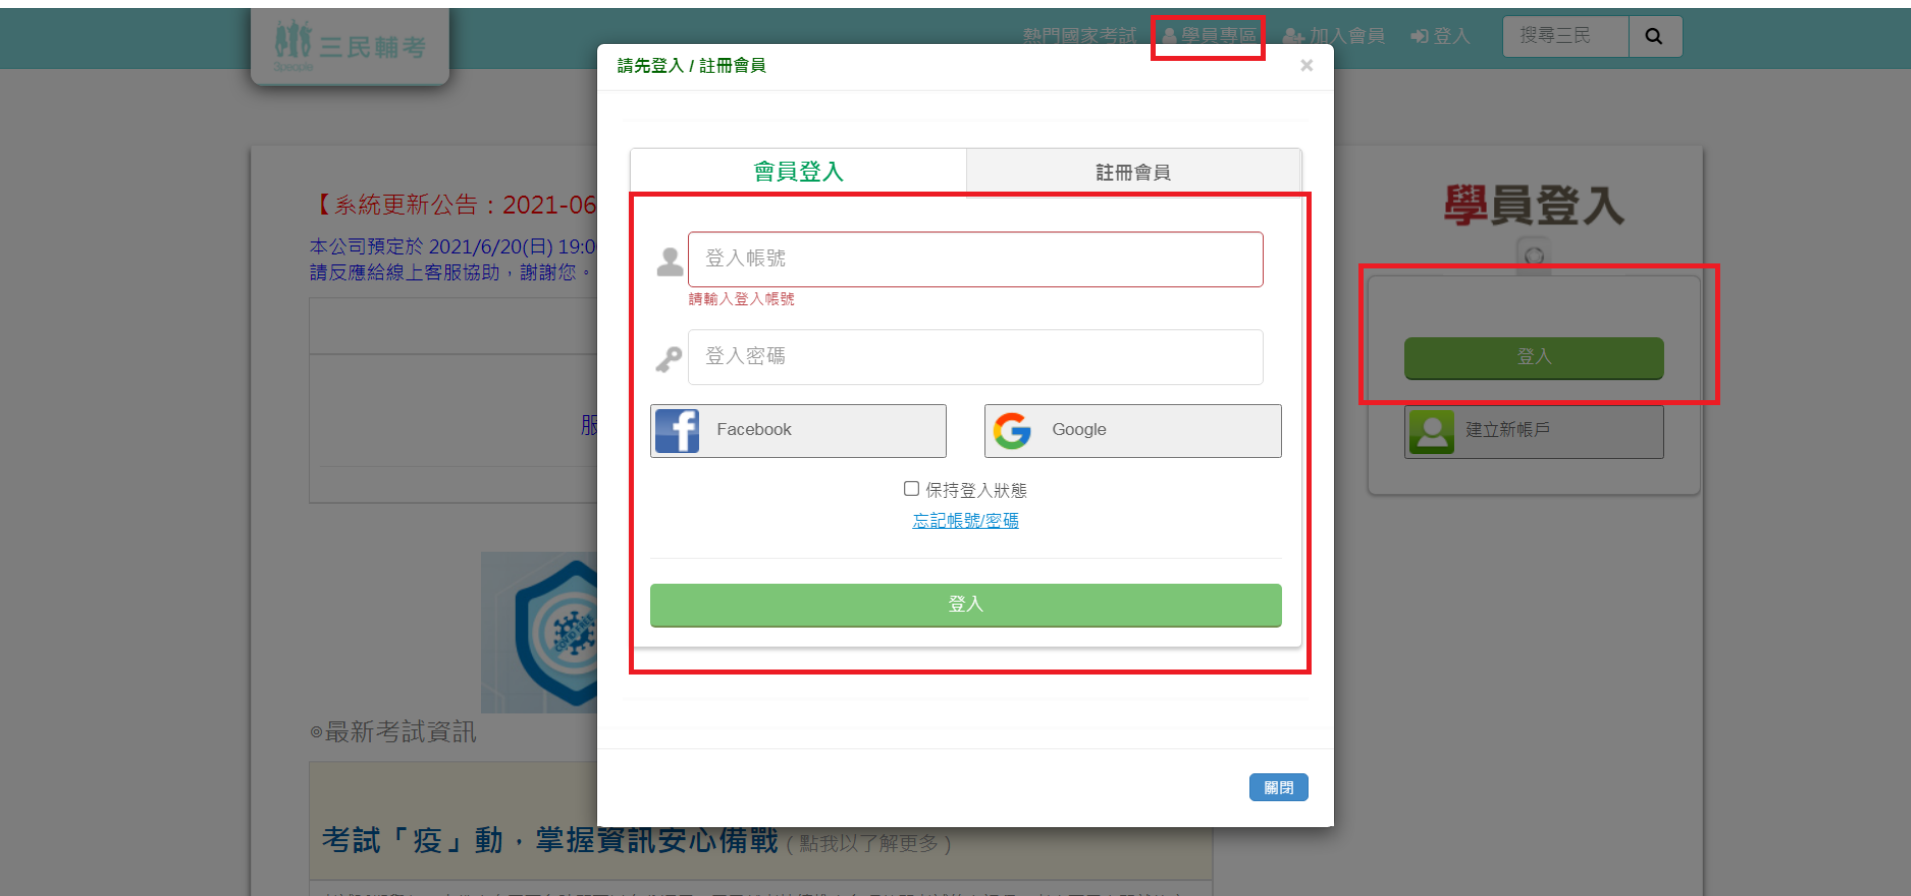 三民輔考
3people
熱門國家考試
學員專區
加入會員
登入
搜尋三民
請先登入 / 註冊會員
×
會員登入
註冊會員
登入帳號
請輸入登入帳號
登入密碼
Facebook
Google
保持登入狀態
忘記帳號/密碼
登入
關閉
【系統更新公告：2021-06
本公司預定於 2021/6/20(日) 19:0
請反應給線上客服協助，謝謝您。
服
◎最新考試資訊
考試「疫」動，掌握資訊安心備戰 ( 點我以了解更多 )
學員登入
登入
建立新帳戶